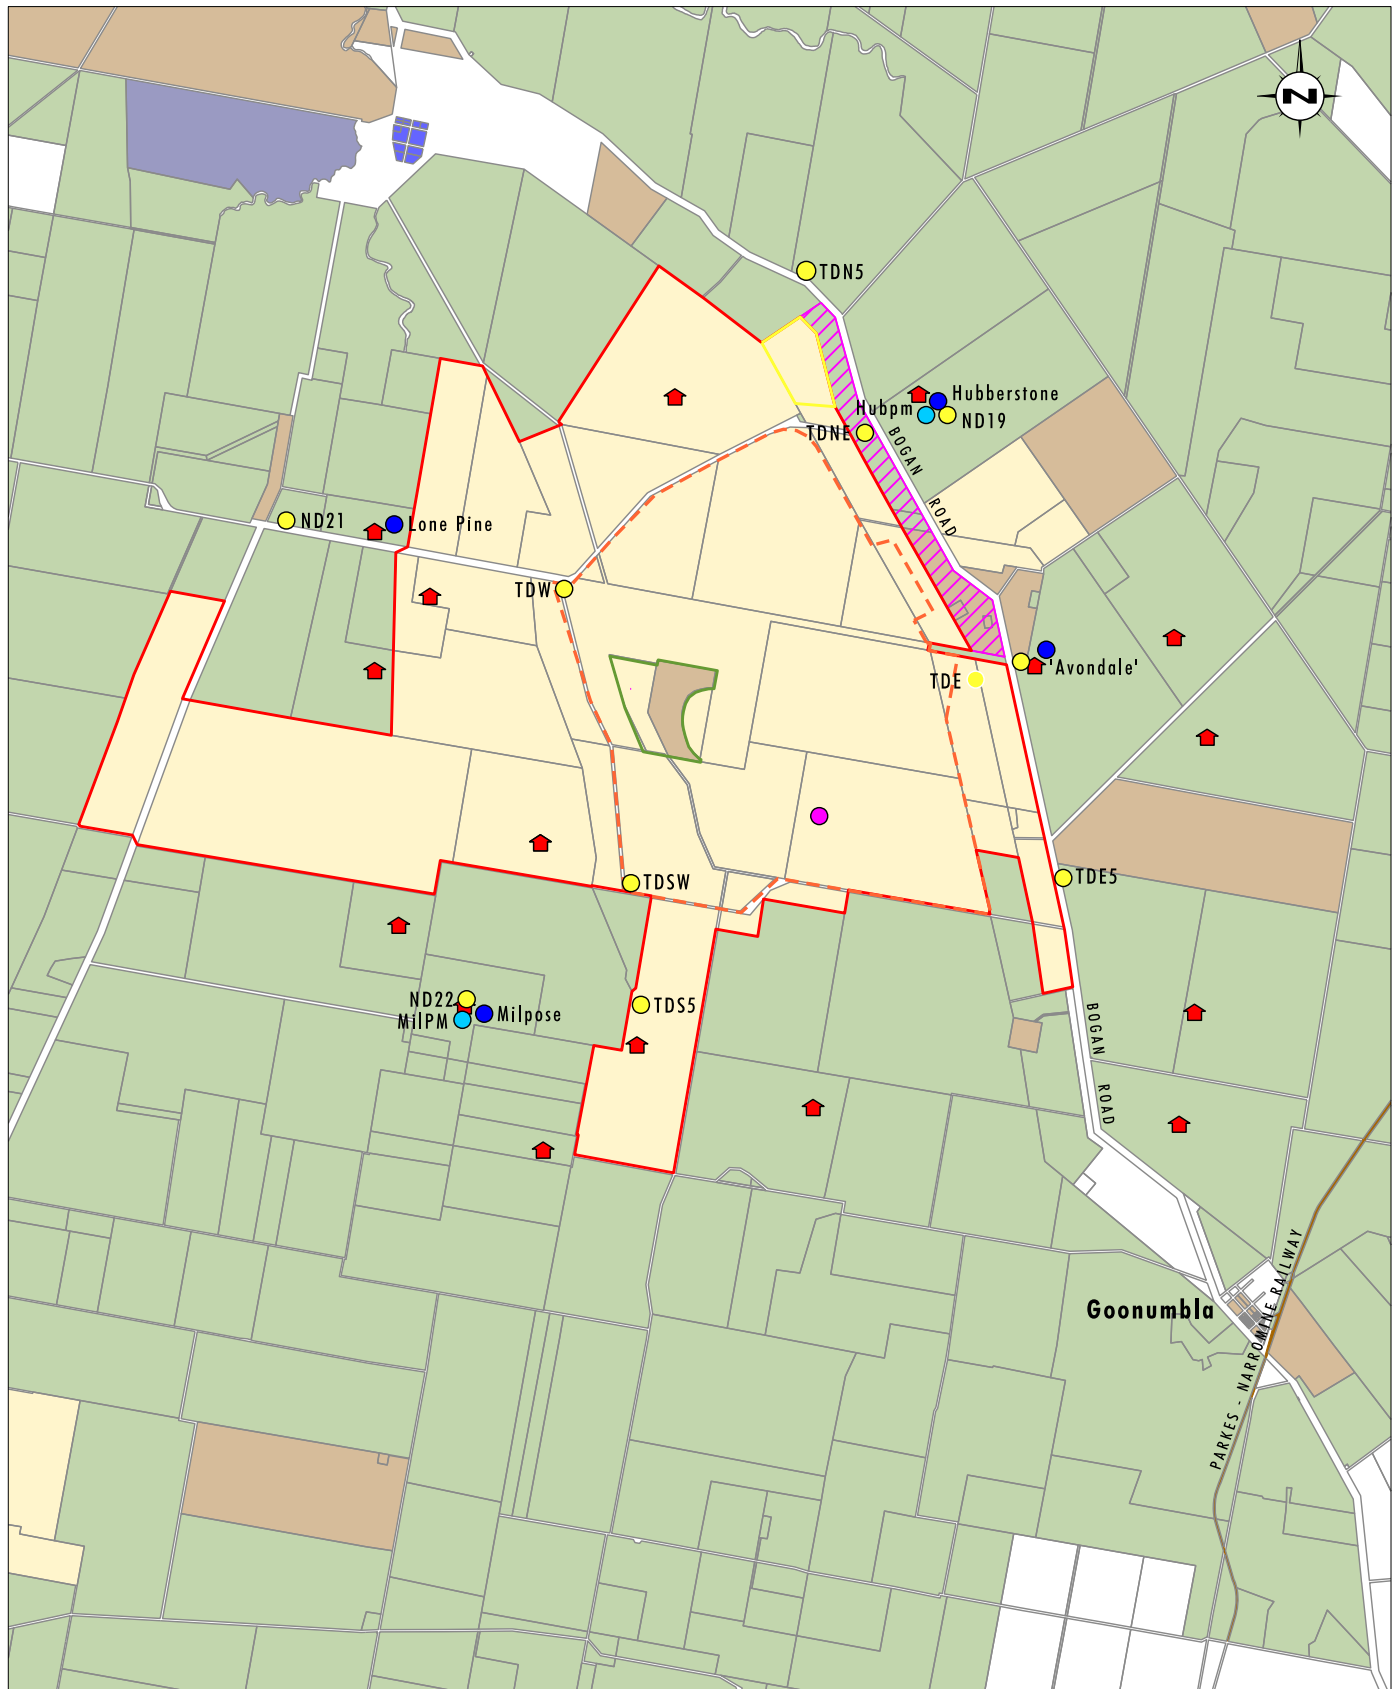 N
TDN5
Hubberstone
Hubpm
ND19
TDNE
BOGAN
ROAD
ND21
Lone Pine
TDW
'Avondale'
TDE
TDE5
TDSW
ND22
TDS5
MilPM
Milpose
BOGAN
ROAD
Goonumbla
PARKES - NARROMINE RAILWAY